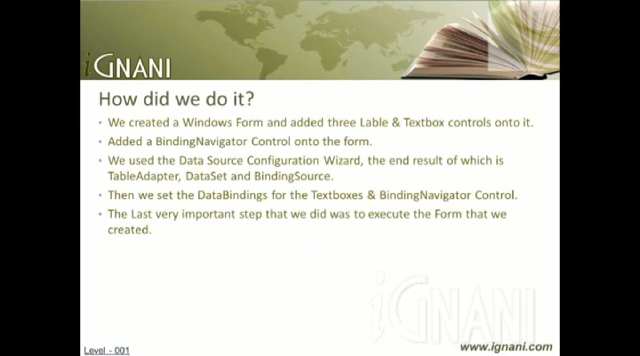 iGNANI
How did we do it?
• We created a Windows Form and added three Lable & Textbox controls onto it.
• Added a BindingNavigator Control onto the form.
• We used the Data Source Configuration Wizard, the end result of which is
TableAdapter, DataSet and BindingSource.
• Then we set the DataBindings for the Textboxes & BindingNavigator Control.
• The Last very important step that we did was to execute the Form that we
created.
iGNANI
Level - 001
www.ignani.com